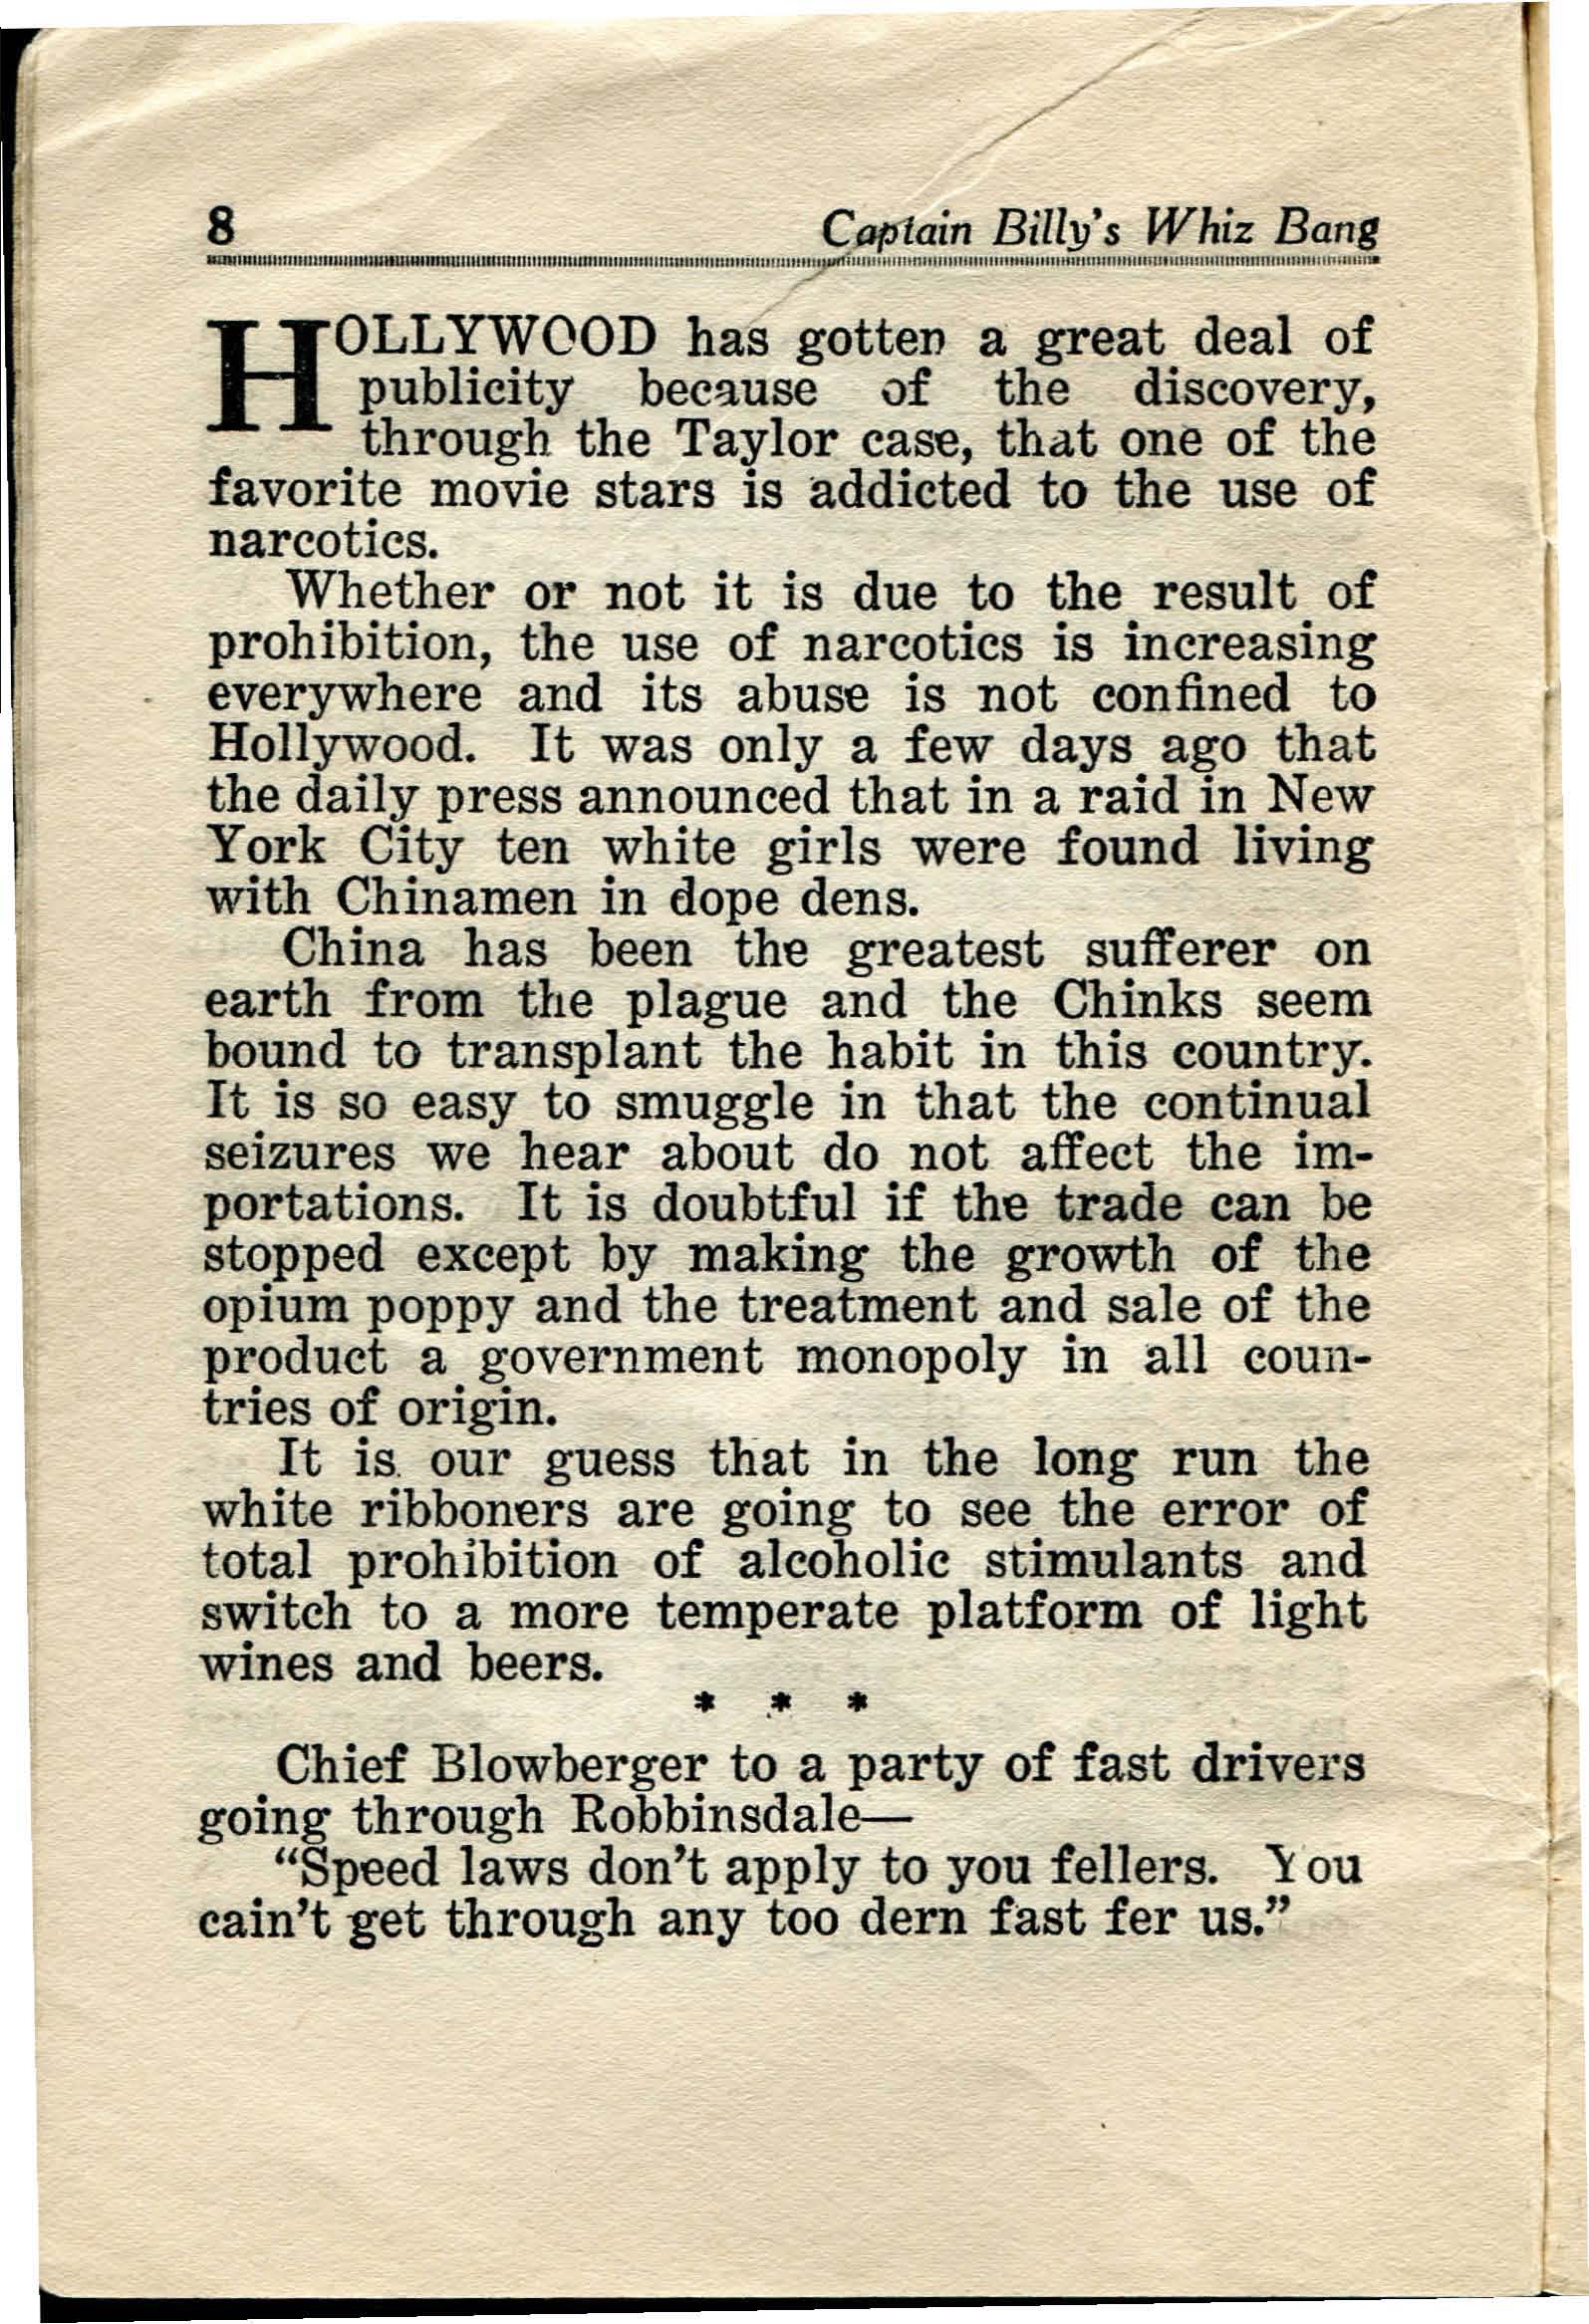 8 Captain Billy's Whiz Bang
HOLLYWOOD has gotten a great deal of
publicity because of the discovery,
through the Taylor case, that one of the
favorite movie stars is addicted to the use of
narcotics.
Whether or not it is due to the result of
prohibition, the use of narcotics is increasing
everywhere and its abuse is not confined to
Hollywood. It was only a few days ago that
the daily press announced that in a raid in New
York City ten white girls were found living
with Chinamen in dope dens.
China has been the greatest sufferer on
earth from the plague and the Chinks seem
bound to transplant the habit in this country.
It is so easy to smuggle in that the continual
seizures we hear about do not affect the im-
portations. It is doubtful if the trade can be
stopped except by making the growth of the
opium poppy and the treatment and sale of the
product a government monopoly in all coun-
tries of origin.
It is our guess that in the long run the
white ribboners are going to see the error of
total prohibition of alcoholic stimulants and
switch to a more temperate platform of light
wines and beers.
* * *
Chief Blowberger to a party of fast drivers
going through Robbinsdale—
"Speed laws don't apply to you fellers. You
cain't get through any too dern fast fer us."